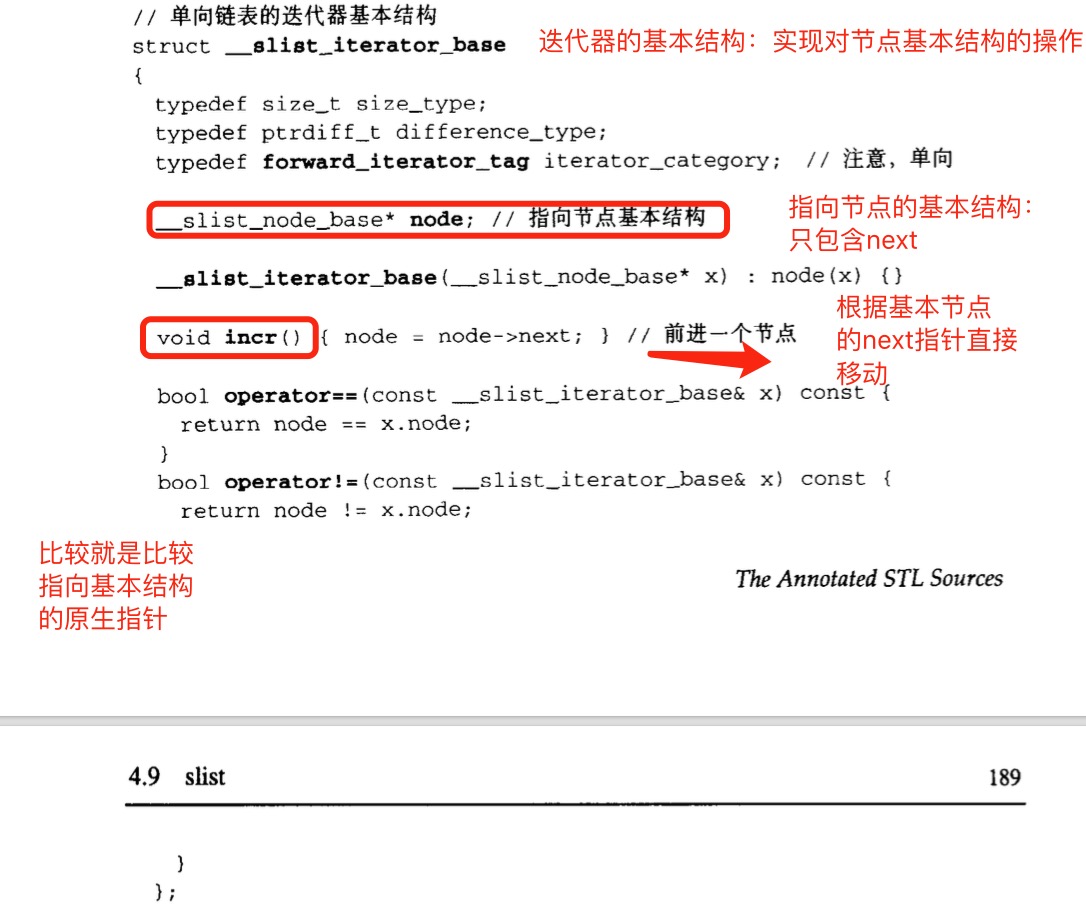 // 单向链表的迭代器基本结构
struct __slist_iterator_base
迭代器的基本结构：实现对节点基本结构的操作
{
typedef size_t size_type;
typedef ptrdiff_t difference_type;
typedef forward_iterator_tag iterator_category; // 注意，单向
__slist_node_base* node; // 指向节点基本结构
指向节点的基本结构：
只包含next
__slist_iterator_base(__slist_node_base* x) : node(x) {}
void incr() { node = node->next; } // 前进一个节点
根据基本节点
的next指针直接
移动
bool operator==(const __slist_iterator_base& x) const {
return node == x.node;
}
bool operator!=(const __slist_iterator_base& x) const {
return node != x.node;
比较就是比较
指向基本结构
的原生指针
The Annotated STL Sources
4.9 slist 189
}
};